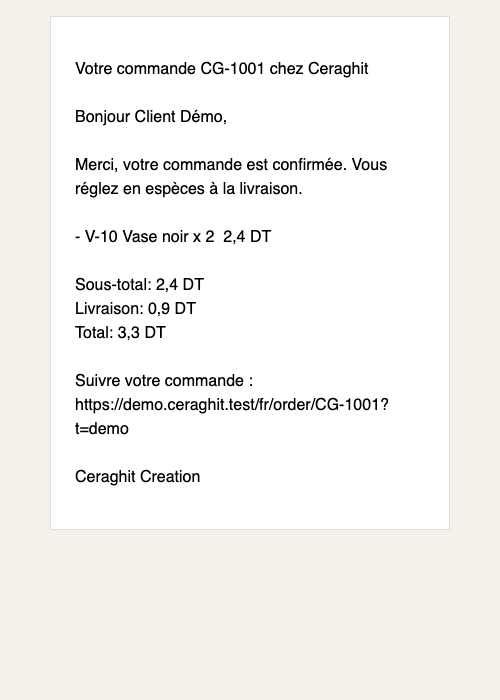 Votre commande CG-1001 chez Ceraghit
Bonjour Client Démo,
Merci, votre commande est confirmée. Vous
réglez en espèces à la livraison.
- V-10 Vase noir x 2  2,4 DT
Sous-total: 2,4 DT
Livraison: 0,9 DT
Total: 3,3 DT
Suivre votre commande :
https://demo.ceraghit.test/fr/order/CG-1001?
t=demo
Ceraghit Creation